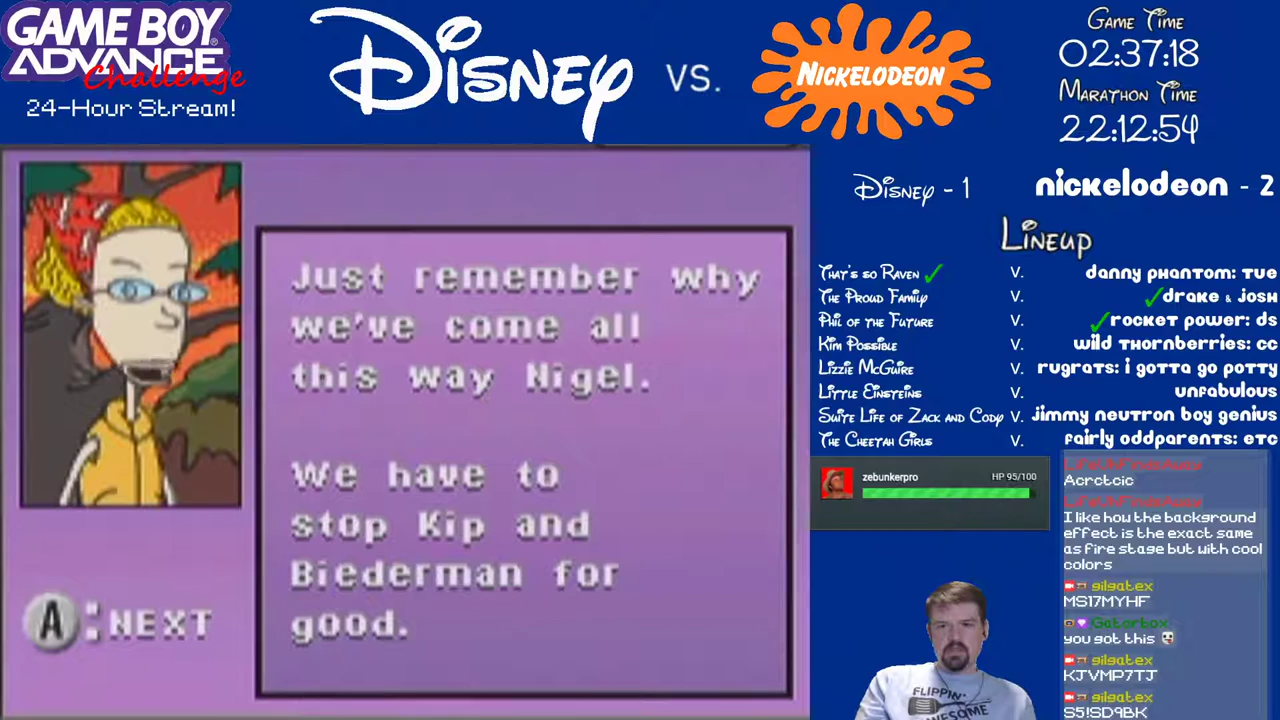 GAME BOY
ADVANCE
Challenge
24-Hour Stream!
Disney
vs.
NICKELODEON
Game Time
02:37:18
Marathon Time
22:12:54
Disney - 1
nickelodeon - 2
Lineup
That's so Raven ✓ v. danny phantom: tue
The Proud Family v. ✓ drake & josh
Phil of the Future v. ✓ rocket power: ds
Kim Possible v. wild thornberries: cc
Lizzie McGuire v. rugrats: i gotta go potty
Little Einsteins v. unfabulous
Suite Life of Zack and Cody v. jimmy neutron boy genius
The Cheetah Girls v. fairly oddparents: etc
Just remember why
we've come all
this way Nigel.
We have to
stop Kip and
Biederman for
good.
A :NEXT
zebunkerpro HP 95/100
Acrctcic
I like how the background
effect is the exact same
as fire stage but with cool
colors
gilgatex
MS17MYHF
Gatortox
you got this
gilgatex
KJVMP7TJ
gilgatex
S5!SD9BK
FLIPPIN'
AWESOME